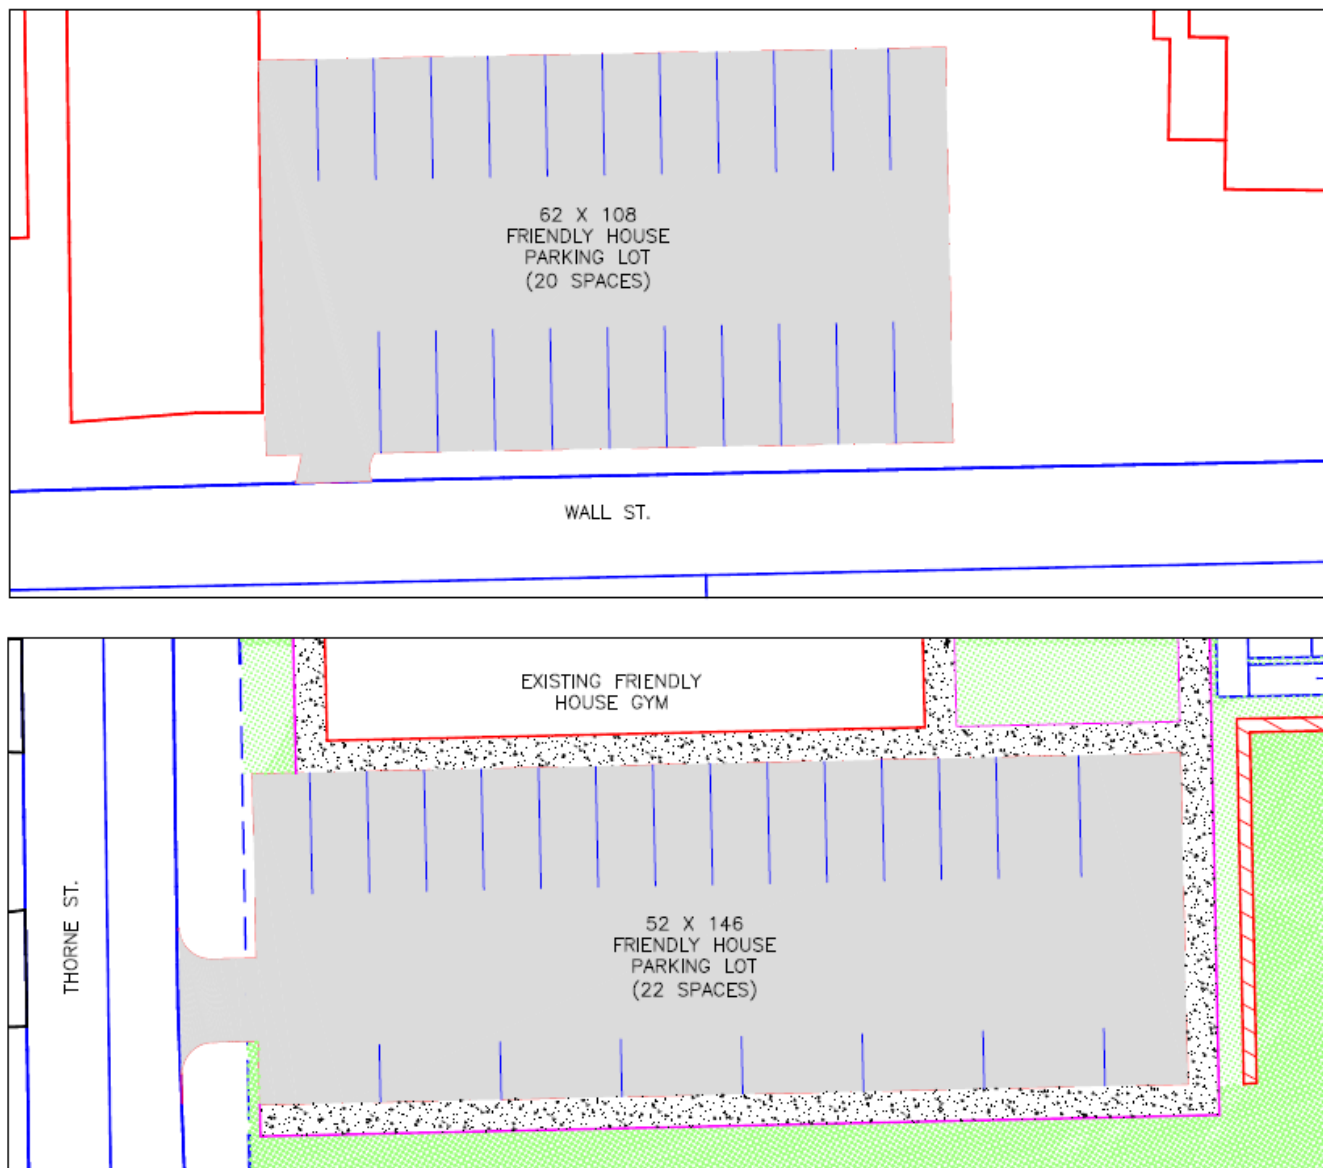 62 X 108
FRIENDLY HOUSE
PARKING LOT
(20 SPACES)
WALL ST.
EXISTING FRIENDLY
HOUSE GYM
THORNE ST.
52 X 146
FRIENDLY HOUSE
PARKING LOT
(22 SPACES)